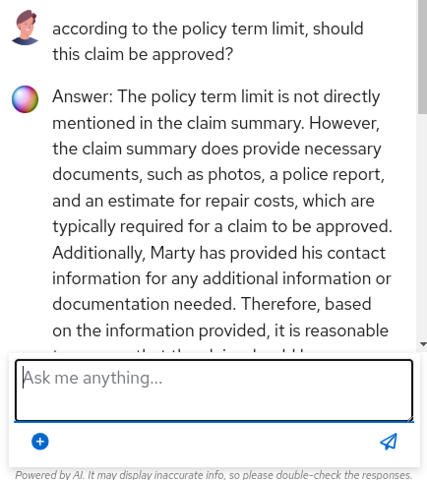 according to the policy term limit, should
this claim be approved?
Answer: The policy term limit is not directly
mentioned in the claim summary. However,
the claim summary does provide necessary
documents, such as photos, a police report,
and an estimate for repair costs, which are
typically required for a claim to be approved.
Additionally, Marty has provided his contact
information for any additional information or
documentation needed. Therefore, based
on the information provided, it is reasonable
Ask me anything...
Powered by AI. It may display inaccurate info, so please double-check the responses.